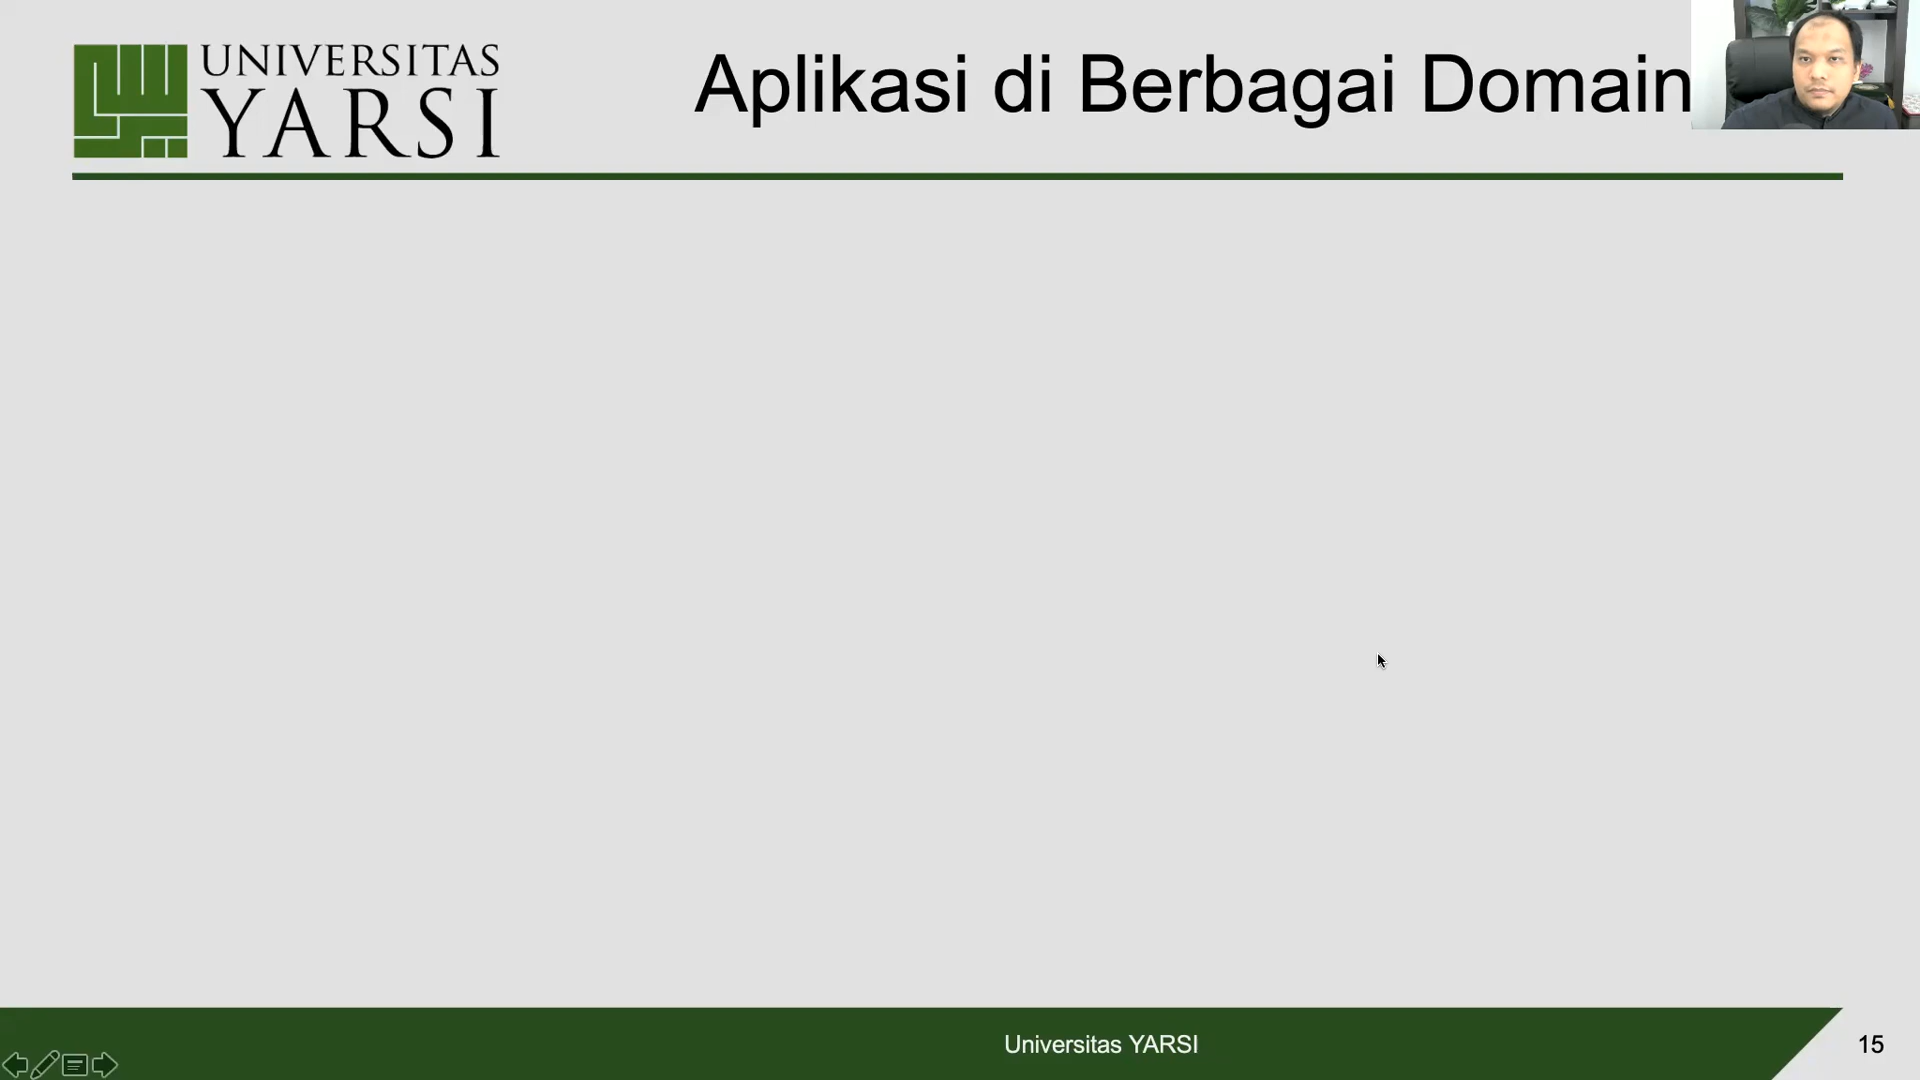 UNIVERSITAS
YARSI
Aplikasi di Berbagai Domain
Universitas YARSI
15